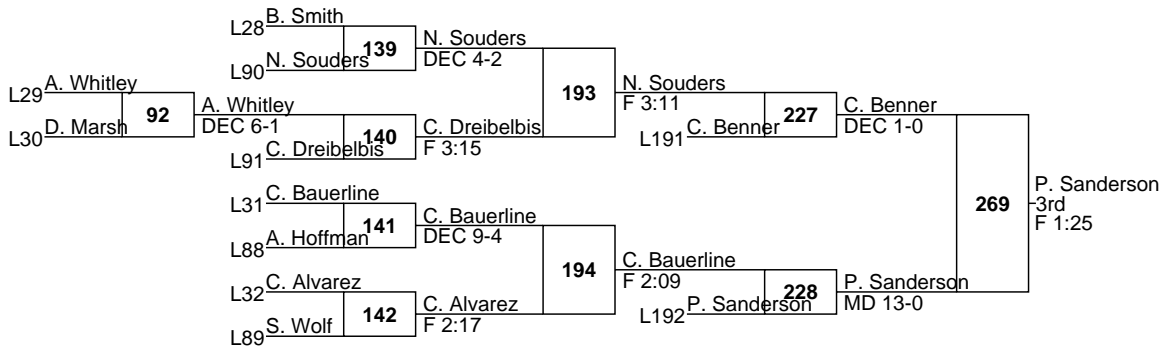 L28 B. Smith
139
N. Souders
DEC 4-2
L90 N. Souders
193
N. Souders
F 3:11
L29 A. Whitley
92
A. Whitley
DEC 6-1
L30 D. Marsh
140
C. Dreibelbis
F 3:15
L91 C. Dreibelbis
227
C. Benner
DEC 1-0
L191 C. Benner
L31 C. Bauerline
141
C. Bauerline
DEC 9-4
L88 A. Hoffman
194
C. Bauerline
F 2:09
L32 C. Alvarez
142
C. Alvarez
F 2:17
L89 S. Wolf
228
P. Sanderson
MD 13-0
L192 P. Sanderson
269
P. Sanderson
3rd
F 1:25